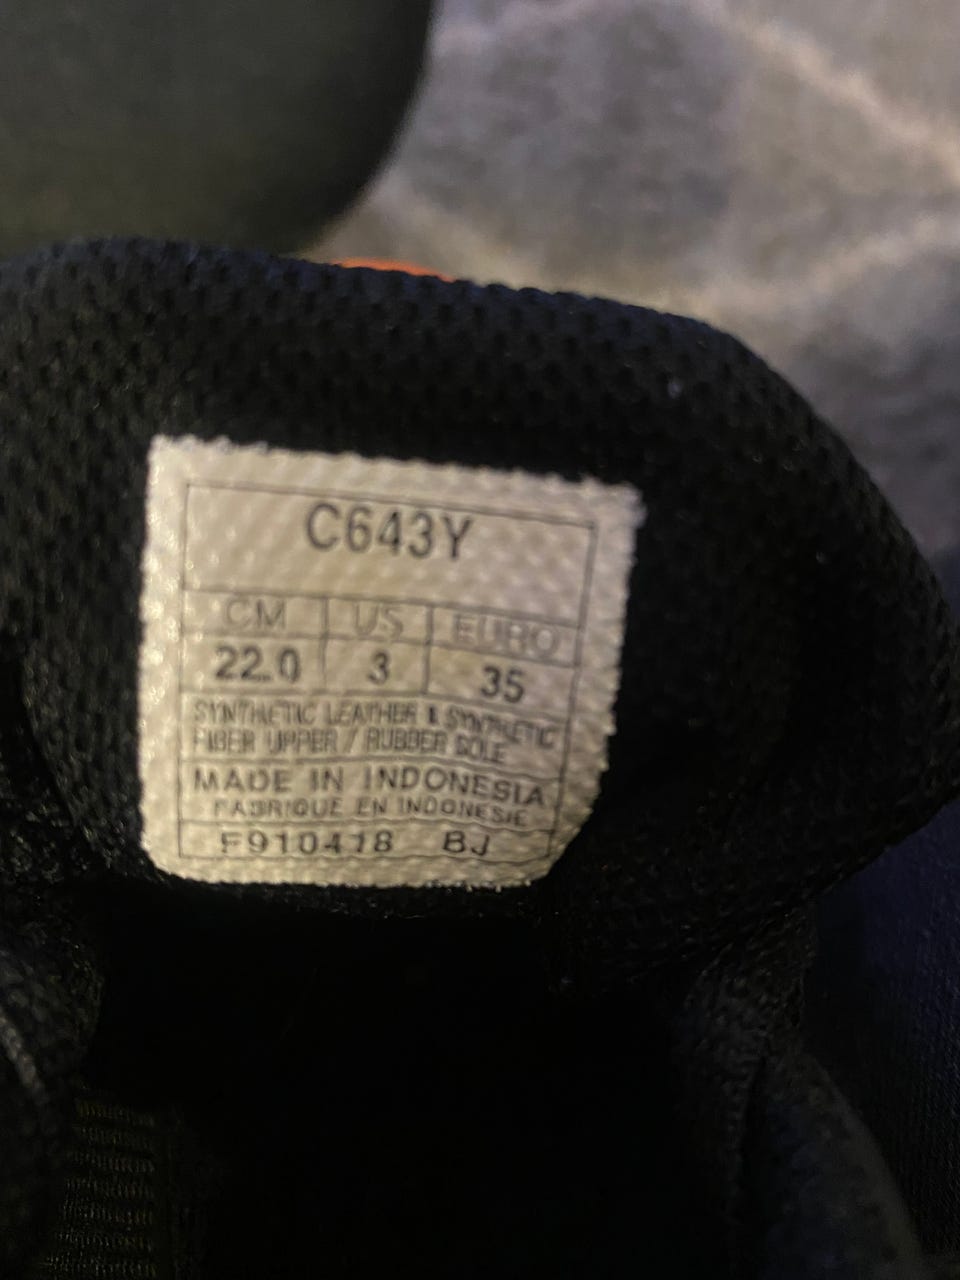 C643Y
CM US EURO
22.0 3 35
SYNTHETIC LEATHER & SYNTHETIC
FIBER UPPER / RUBBER SOLE
MADE IN INDONESIA
FABRIQUE EN INDONESIE
F910418 BJ